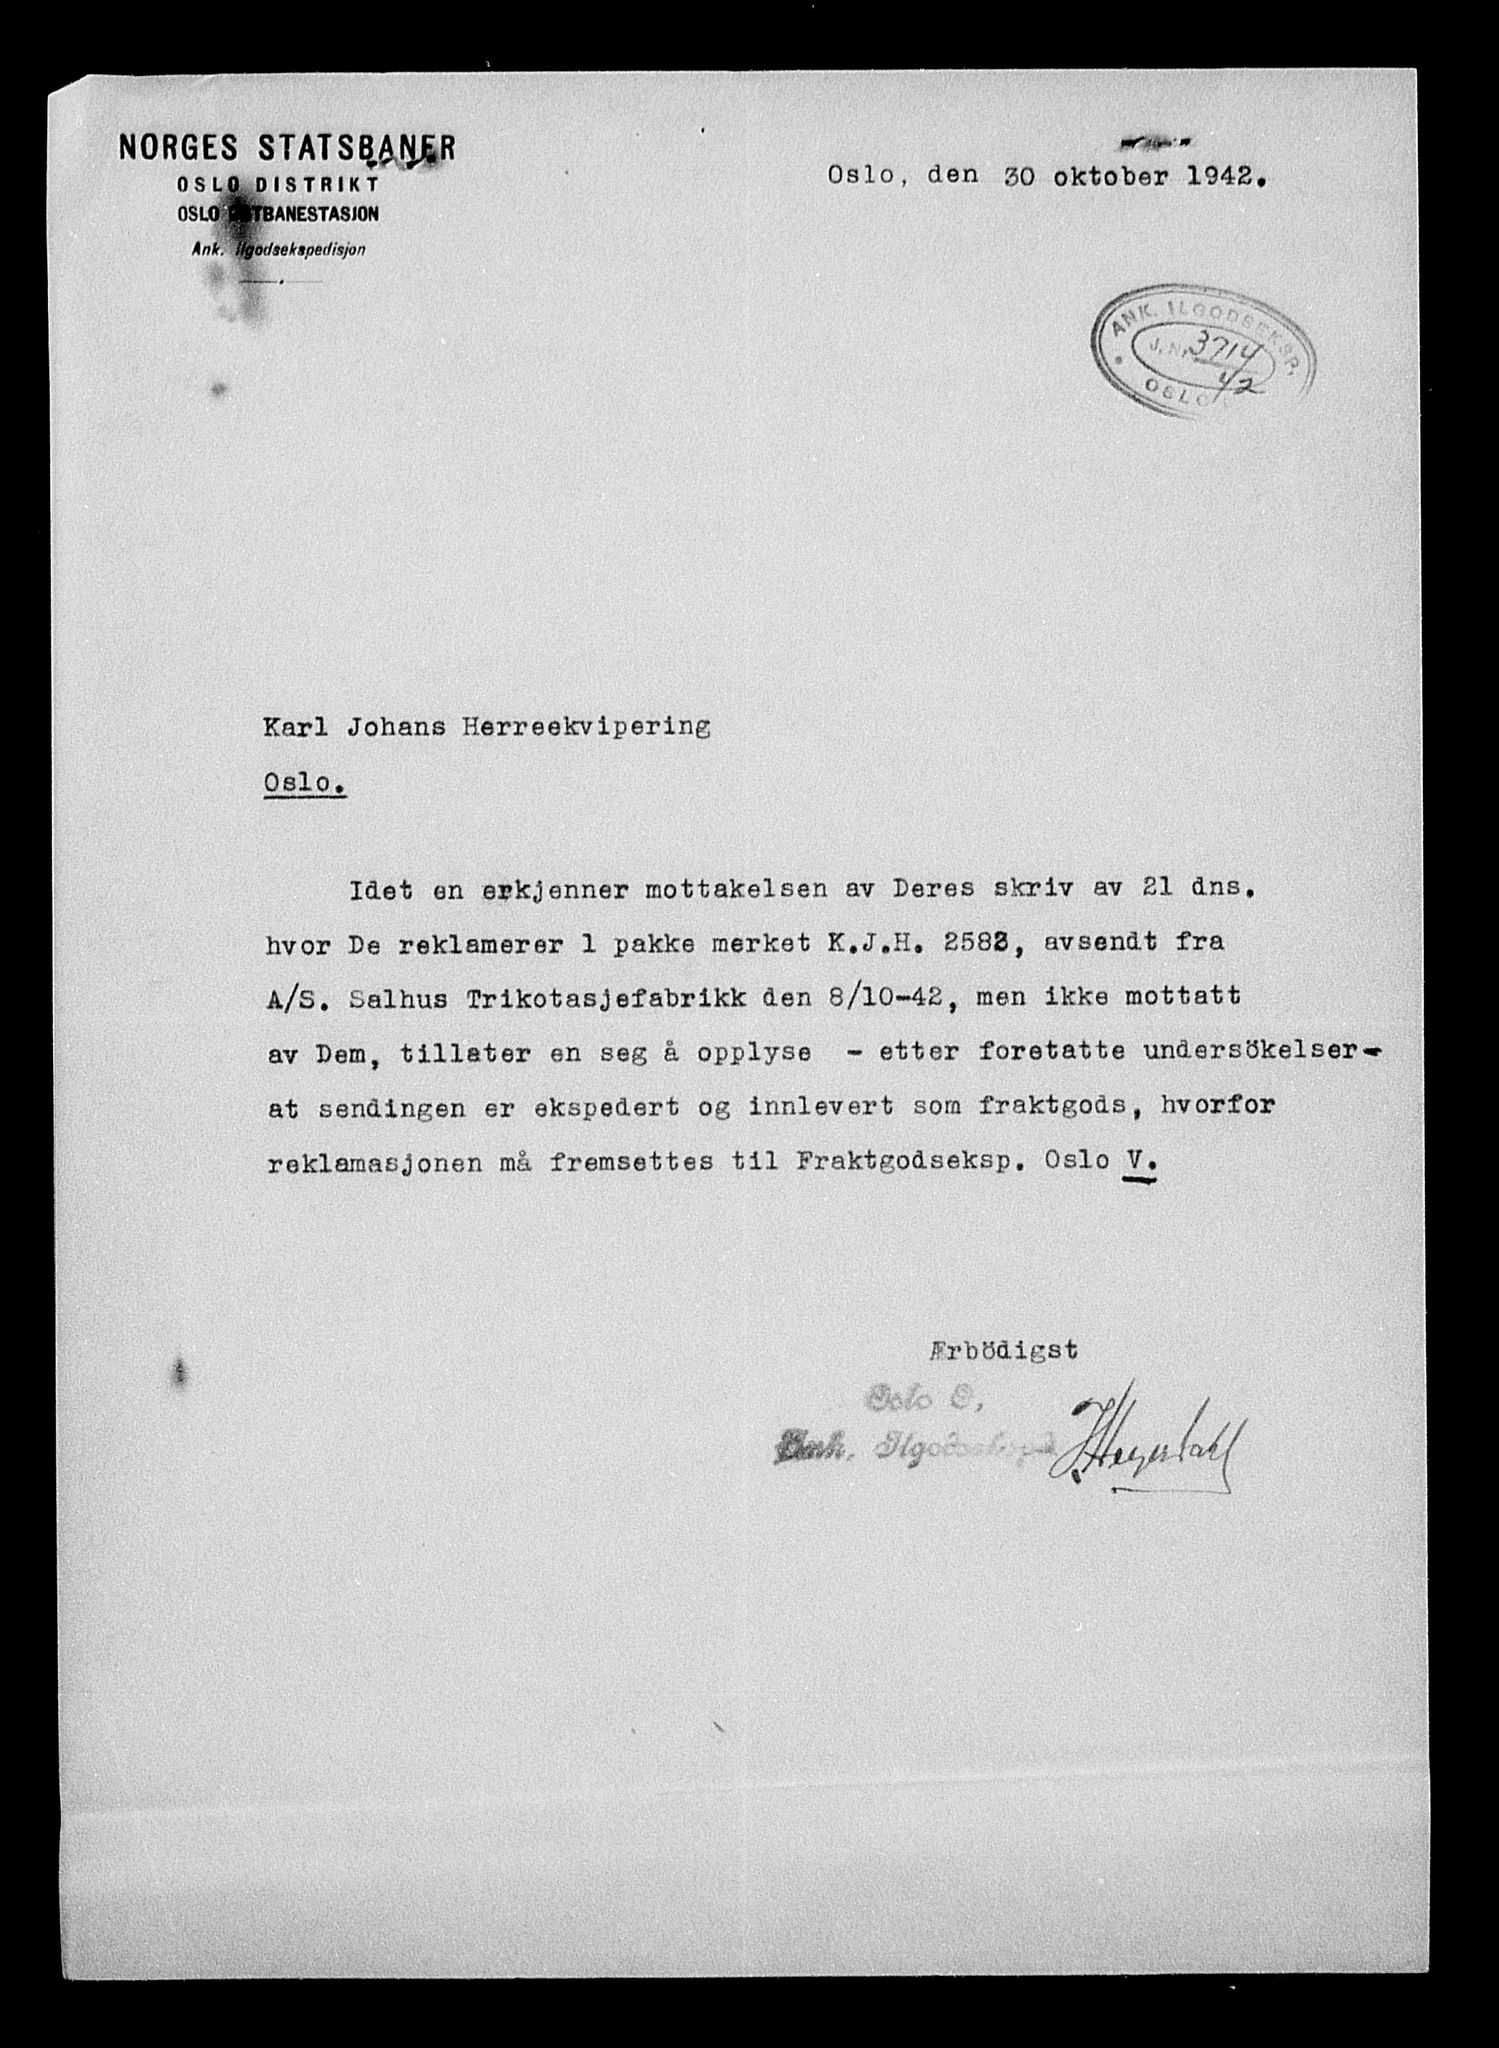 NORGES STATSBANER
OSLO DISTRIKT
OSLO ØSTBANESTASJON
Ank. Ilgodsekspedisjon
Oslo, den 30 oktober 1942.
ANK. ILGODSEKSP.
J. Nr. 3714/42
OSLO
Karl Johans Herreekvipering
Oslo.
Idet en erkjenner mottakelsen av Deres skriv av 21 dns.
hvor De reklamerer 1 pakke merket K.J.H. 2583, avsendt fra
A/S. Salhus Trikotasjefabrikk den 8/10-42, men ikke mottatt
av Dem, tillater en seg å opplyse - etter foretatte undersökelser-
at sendingen er ekspedert og innlevert som fraktgods, hvorfor
reklamasjonen må fremsettes til Fraktgodseksp. Oslo V.
Ærbödigst
Oslo Ö,
Ank. Ilgodseksp.
Heyerdahl